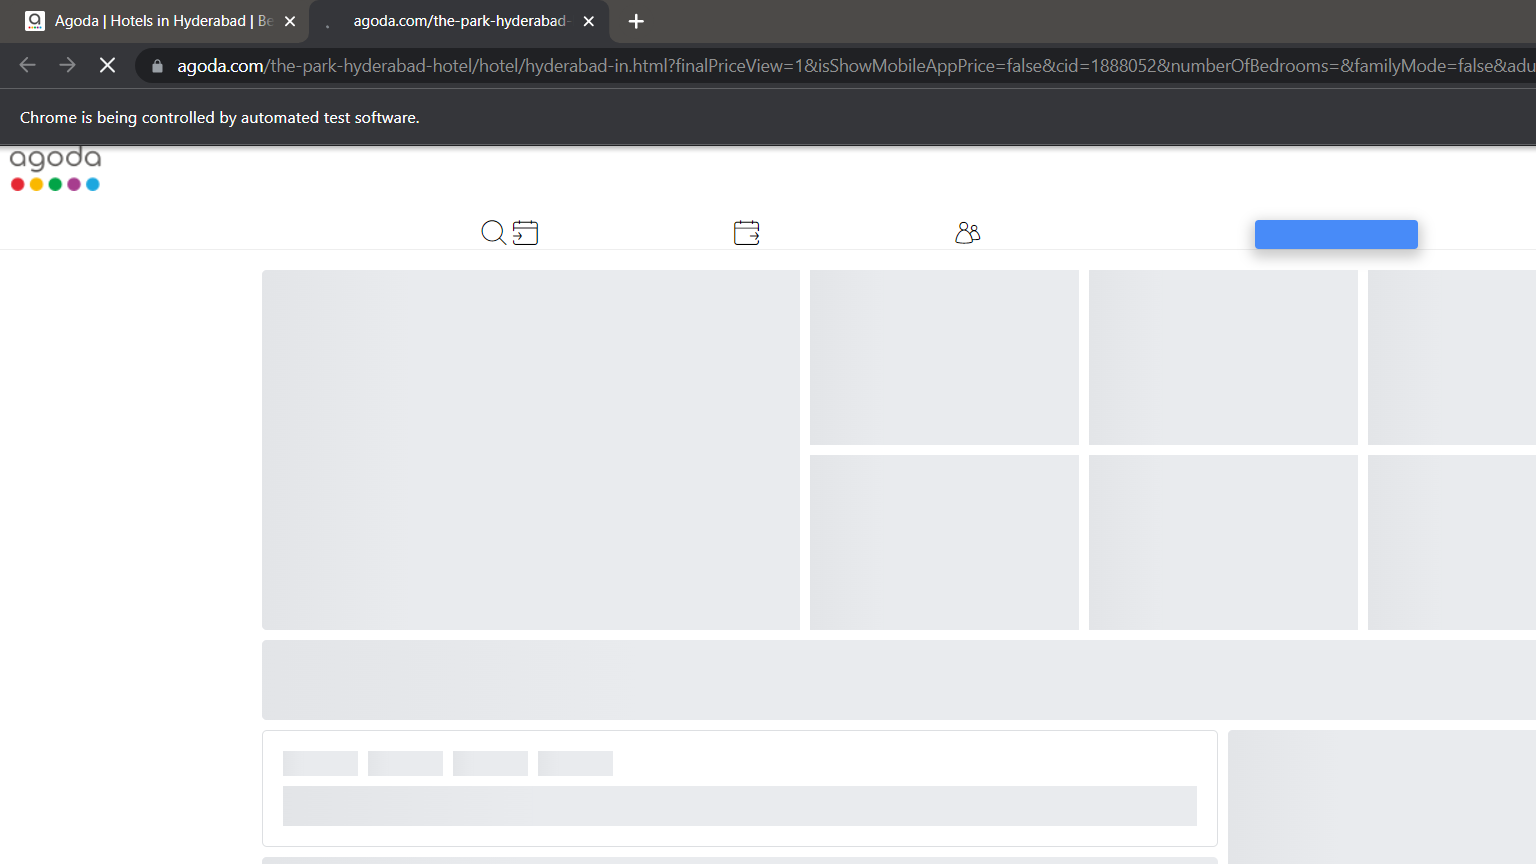 Agoda | Hotels in Hyderabad | Be
agoda.com/the-park-hyderabad-
agoda.com/the-park-hyderabad-hotel/hotel/hyderabad-in.html?finalPriceView=1&isShowMobileAppPrice=false&cid=1888052&numberOfBedrooms=&familyMode=false&adu
Chrome is being controlled by automated test software.
agoda